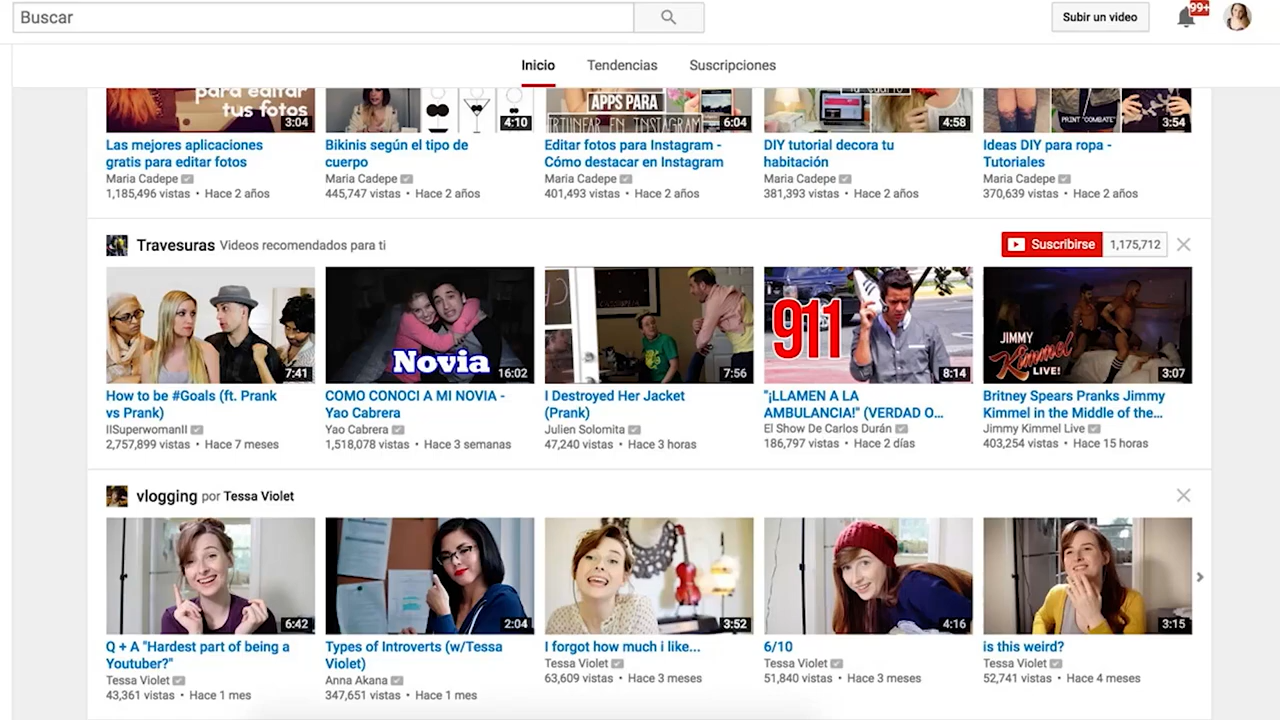 Buscar
Subir un video
99+
Inicio
Tendencias
Suscripciones
para editar
tus fotos
3:04
4:10
APPS PARA
TRIUNFAR EN INSTAGRAM
6:04
4:58
PRINT "COMBATE"
3:54
Las mejores aplicaciones
gratis para editar fotos
Maria Cadepe
1,185,496 vistas • Hace 2 años
Bikinis según el tipo de
cuerpo
Maria Cadepe
445,747 vistas • Hace 2 años
Editar fotos para Instagram -
Cómo destacar en Instagram
Maria Cadepe
401,493 vistas • Hace 2 años
DIY tutorial decora tu
habitación
Maria Cadepe
381,393 vistas • Hace 2 años
Ideas DIY para ropa -
Tutoriales
Maria Cadepe
370,639 vistas • Hace 2 años
Travesuras Videos recomendados para ti
Suscribirse 1,175,712
7:41
Novia
16:02
7:56
911
8:14
JIMMY
Kimmel
LIVE!
3:07
How to be #Goals (ft. Prank
vs Prank)
IISuperwomanII
2,757,899 vistas • Hace 7 meses
COMO CONOCI A MI NOVIA -
Yao Cabrera
Yao Cabrera
1,518,078 vistas • Hace 3 semanas
I Destroyed Her Jacket
(Prank)
Julien Solomita
47,240 vistas • Hace 3 horas
"¡LLAMEN A LA
AMBULANCIA!" (VERDAD O...
El Show De Carlos Durán
186,797 vistas • Hace 2 días
Britney Spears Pranks Jimmy
Kimmel in the Middle of the...
Jimmy Kimmel Live
403,254 vistas • Hace 15 horas
vlogging por Tessa Violet
6:42
2:04
3:52
4:16
3:15
Q + A "Hardest part of being a
Youtuber?"
Tessa Violet
43,361 vistas • Hace 1 mes
Types of Introverts (w/Tessa
Violet)
Anna Akana
347,651 vistas • Hace 1 mes
I forgot how much i like...
Tessa Violet
63,609 vistas • Hace 3 meses
6/10
Tessa Violet
51,840 vistas • Hace 3 meses
is this weird?
Tessa Violet
52,741 vistas • Hace 4 meses